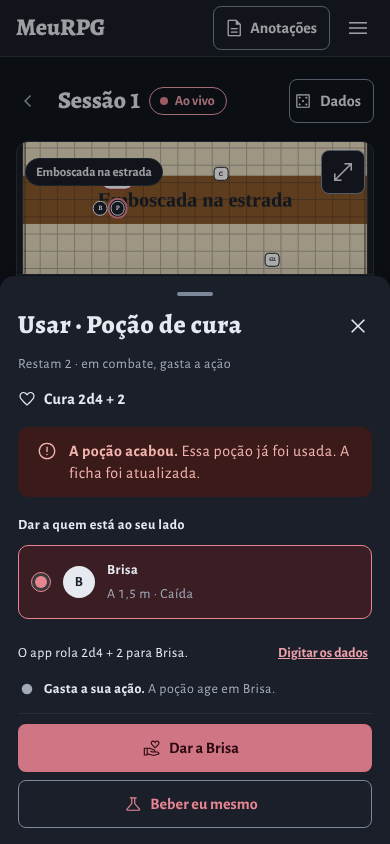 MeuRPG
Anotações
Sessão 1
Ao vivo
Dados
Emboscada na estrada
Emboscada na estrada
C
B
P
G2
Usar · Poção de cura
Restam 2 · em combate, gasta a ação
Cura 2d4 + 2
A poção acabou. Essa poção já foi usada. A
ficha foi atualizada.
Dar a quem está ao seu lado
B
Brisa
A 1,5 m · Caída
O app rola 2d4 + 2 para Brisa.
Digitar os dados
Gasta a sua ação. A poção age em Brisa.
Dar a Brisa
Beber eu mesmo